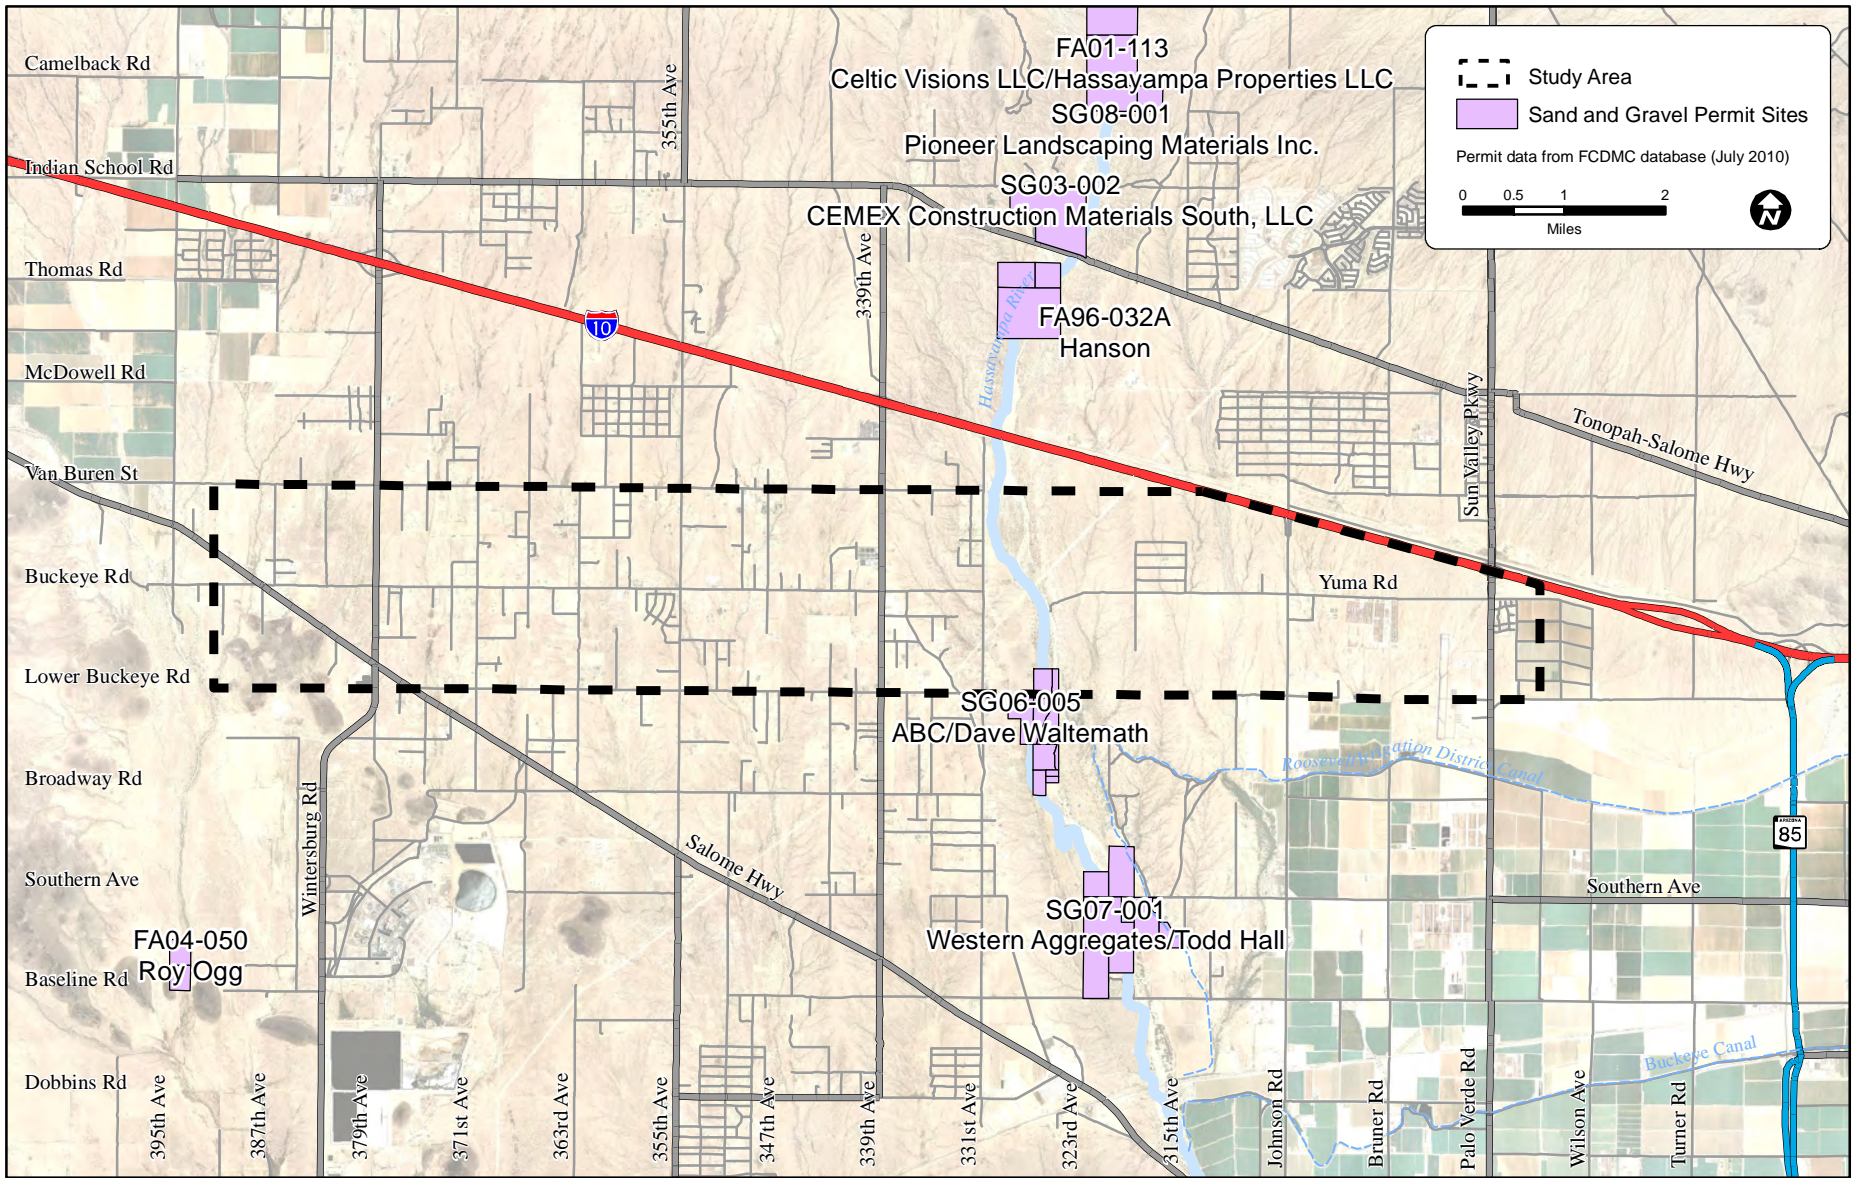 Camelback Rd
Indian School Rd
Thomas Rd
McDowell Rd
Van Buren St
Buckeye Rd
Lower Buckeye Rd
Broadway Rd
Southern Ave
Baseline Rd
Dobbins Rd
355th Ave
339th Ave
FA01-113
Celtic Visions LLC/Hassayampa Properties LLC
SG08-001
Pioneer Landscaping Materials Inc.
SG03-002
CEMEX Construction Materials South, LLC
FA96-032A
Hanson
Hassayampa River
10
Study Area
Sand and Gravel Permit Sites
Permit data from FCDMC database (July 2010)
0 0.5 1 2
Miles
N
Sun Valley Pkwy
Tonopah-Salome Hwy
Yuma Rd
SG06-005
ABC/Dave Waltemath
Roosevelt Irrigation District Canal
ARIZONA
85
Wintersburg Rd
Salome Hwy
Southern Ave
SG07-001
Western Aggregates/Todd Hall
FA04-050
Roy Ogg
Buckeye Canal
395th Ave
387th Ave
379th Ave
371st Ave
363rd Ave
355th Ave
347th Ave
339th Ave
331st Ave
323rd Ave
315th Ave
Johnson Rd
Bruner Rd
Palo Verde Rd
Wilson Ave
Turner Rd